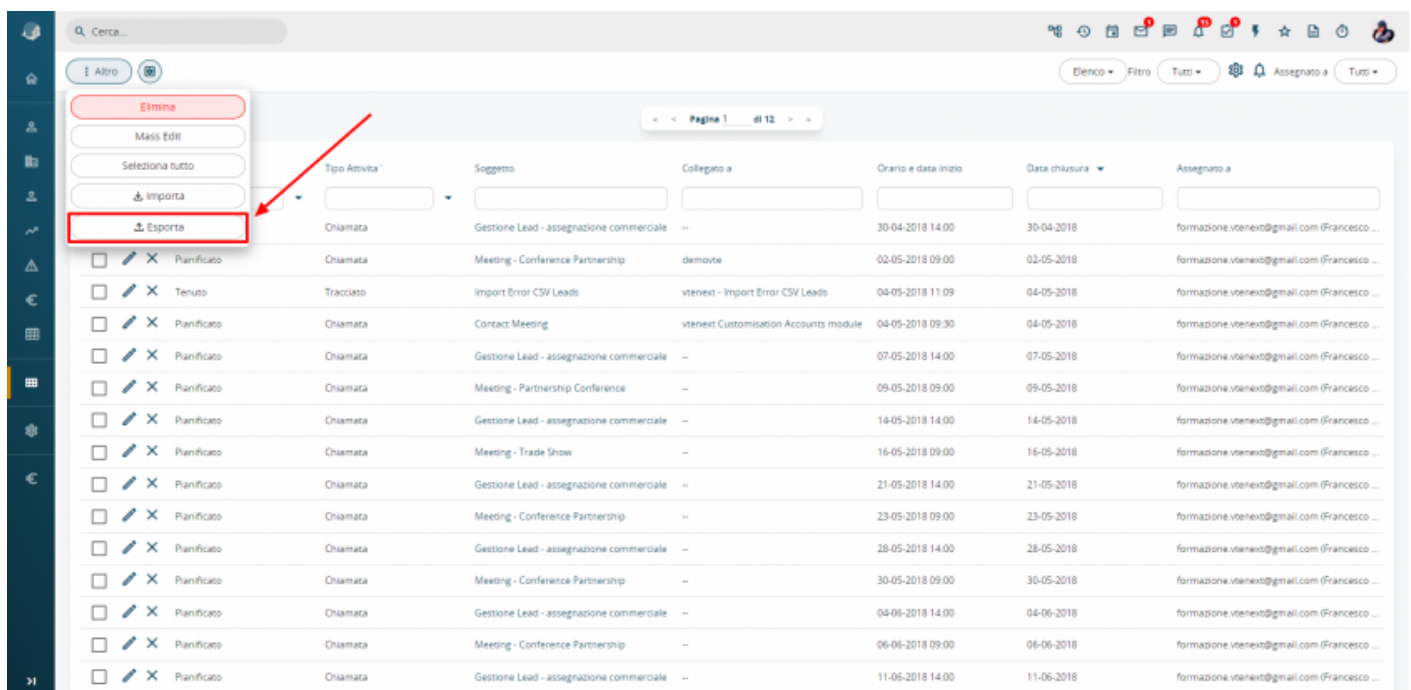 Cerca...
1 95 1
Altro
Elenco Filtro Tutti Assegnato a Tutti
Elimina
Mass Edit
Seleziona tutto
Importa
Esporta
« < Pagina 1 di 12 > »
Tipo Attivita' Soggetto Collegato a Orario e data inizio Data chiusura Assegnato a
Chiamata Gestione Lead - assegnazione commerciale -- 30-04-2018 14:00 30-04-2018 formazione.vtenext@gmail.com (Francesco ...
Pianificato Chiamata Meeting - Conference Partnership demovte 02-05-2018 09:00 02-05-2018 formazione.vtenext@gmail.com (Francesco ...
Tenuto Tracciato Import Error CSV Leads vtenext - Import Error CSV Leads 04-05-2018 11:09 04-05-2018 formazione.vtenext@gmail.com (Francesco ...
Pianificato Chiamata Contact Meeting vtenext Customisation Accounts module 04-05-2018 09:30 04-05-2018 formazione.vtenext@gmail.com (Francesco ...
Pianificato Chiamata Gestione Lead - assegnazione commerciale -- 07-05-2018 14:00 07-05-2018 formazione.vtenext@gmail.com (Francesco ...
Pianificato Chiamata Meeting - Partnership Conference -- 09-05-2018 09:00 09-05-2018 formazione.vtenext@gmail.com (Francesco ...
Pianificato Chiamata Gestione Lead - assegnazione commerciale -- 14-05-2018 14:00 14-05-2018 formazione.vtenext@gmail.com (Francesco ...
Pianificato Chiamata Meeting - Trade Show -- 16-05-2018 09:00 16-05-2018 formazione.vtenext@gmail.com (Francesco ...
Pianificato Chiamata Gestione Lead - assegnazione commerciale -- 21-05-2018 14:00 21-05-2018 formazione.vtenext@gmail.com (Francesco ...
Pianificato Chiamata Meeting - Conference Partnership -- 23-05-2018 09:00 23-05-2018 formazione.vtenext@gmail.com (Francesco ...
Pianificato Chiamata Gestione Lead - assegnazione commerciale -- 28-05-2018 14:00 28-05-2018 formazione.vtenext@gmail.com (Francesco ...
Pianificato Chiamata Meeting - Conference Partnership -- 30-05-2018 09:00 30-05-2018 formazione.vtenext@gmail.com (Francesco ...
Pianificato Chiamata Gestione Lead - assegnazione commerciale -- 04-06-2018 14:00 04-06-2018 formazione.vtenext@gmail.com (Francesco ...
Pianificato Chiamata Meeting - Conference Partnership -- 06-06-2018 09:00 06-06-2018 formazione.vtenext@gmail.com (Francesco ...
Pianificato Chiamata Gestione Lead - assegnazione commerciale -- 11-06-2018 14:00 11-06-2018 formazione.vtenext@gmail.com (Francesco ...